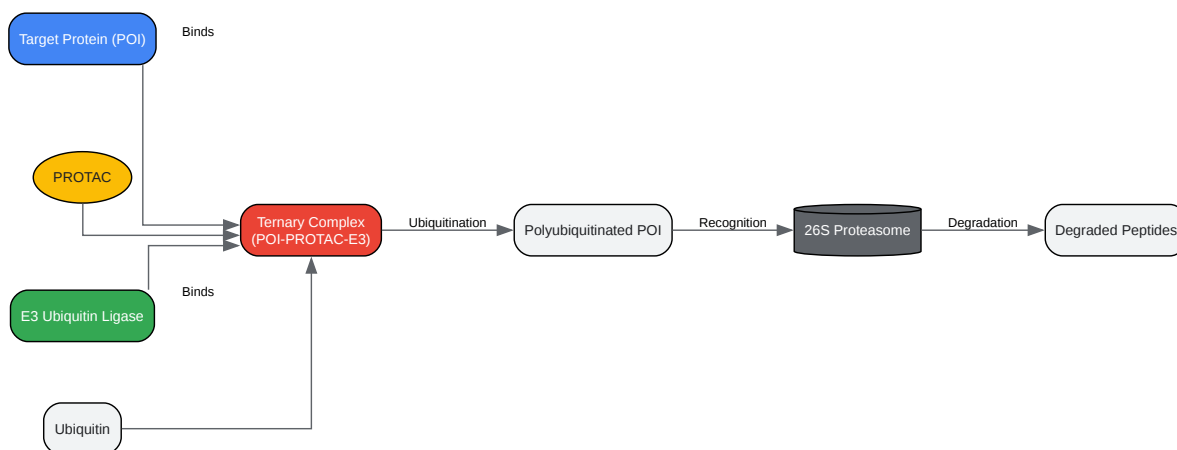 Target Protein (POI)
Binds
PROTAC
Ternary Complex
(POI-PROTAC-E3)
Ubiquitination
Polyubiquitinated POI
Recognition
26S Proteasome
Degradation
Degraded Peptides
Binds
E3 Ubiquitin Ligase
Ubiquitin